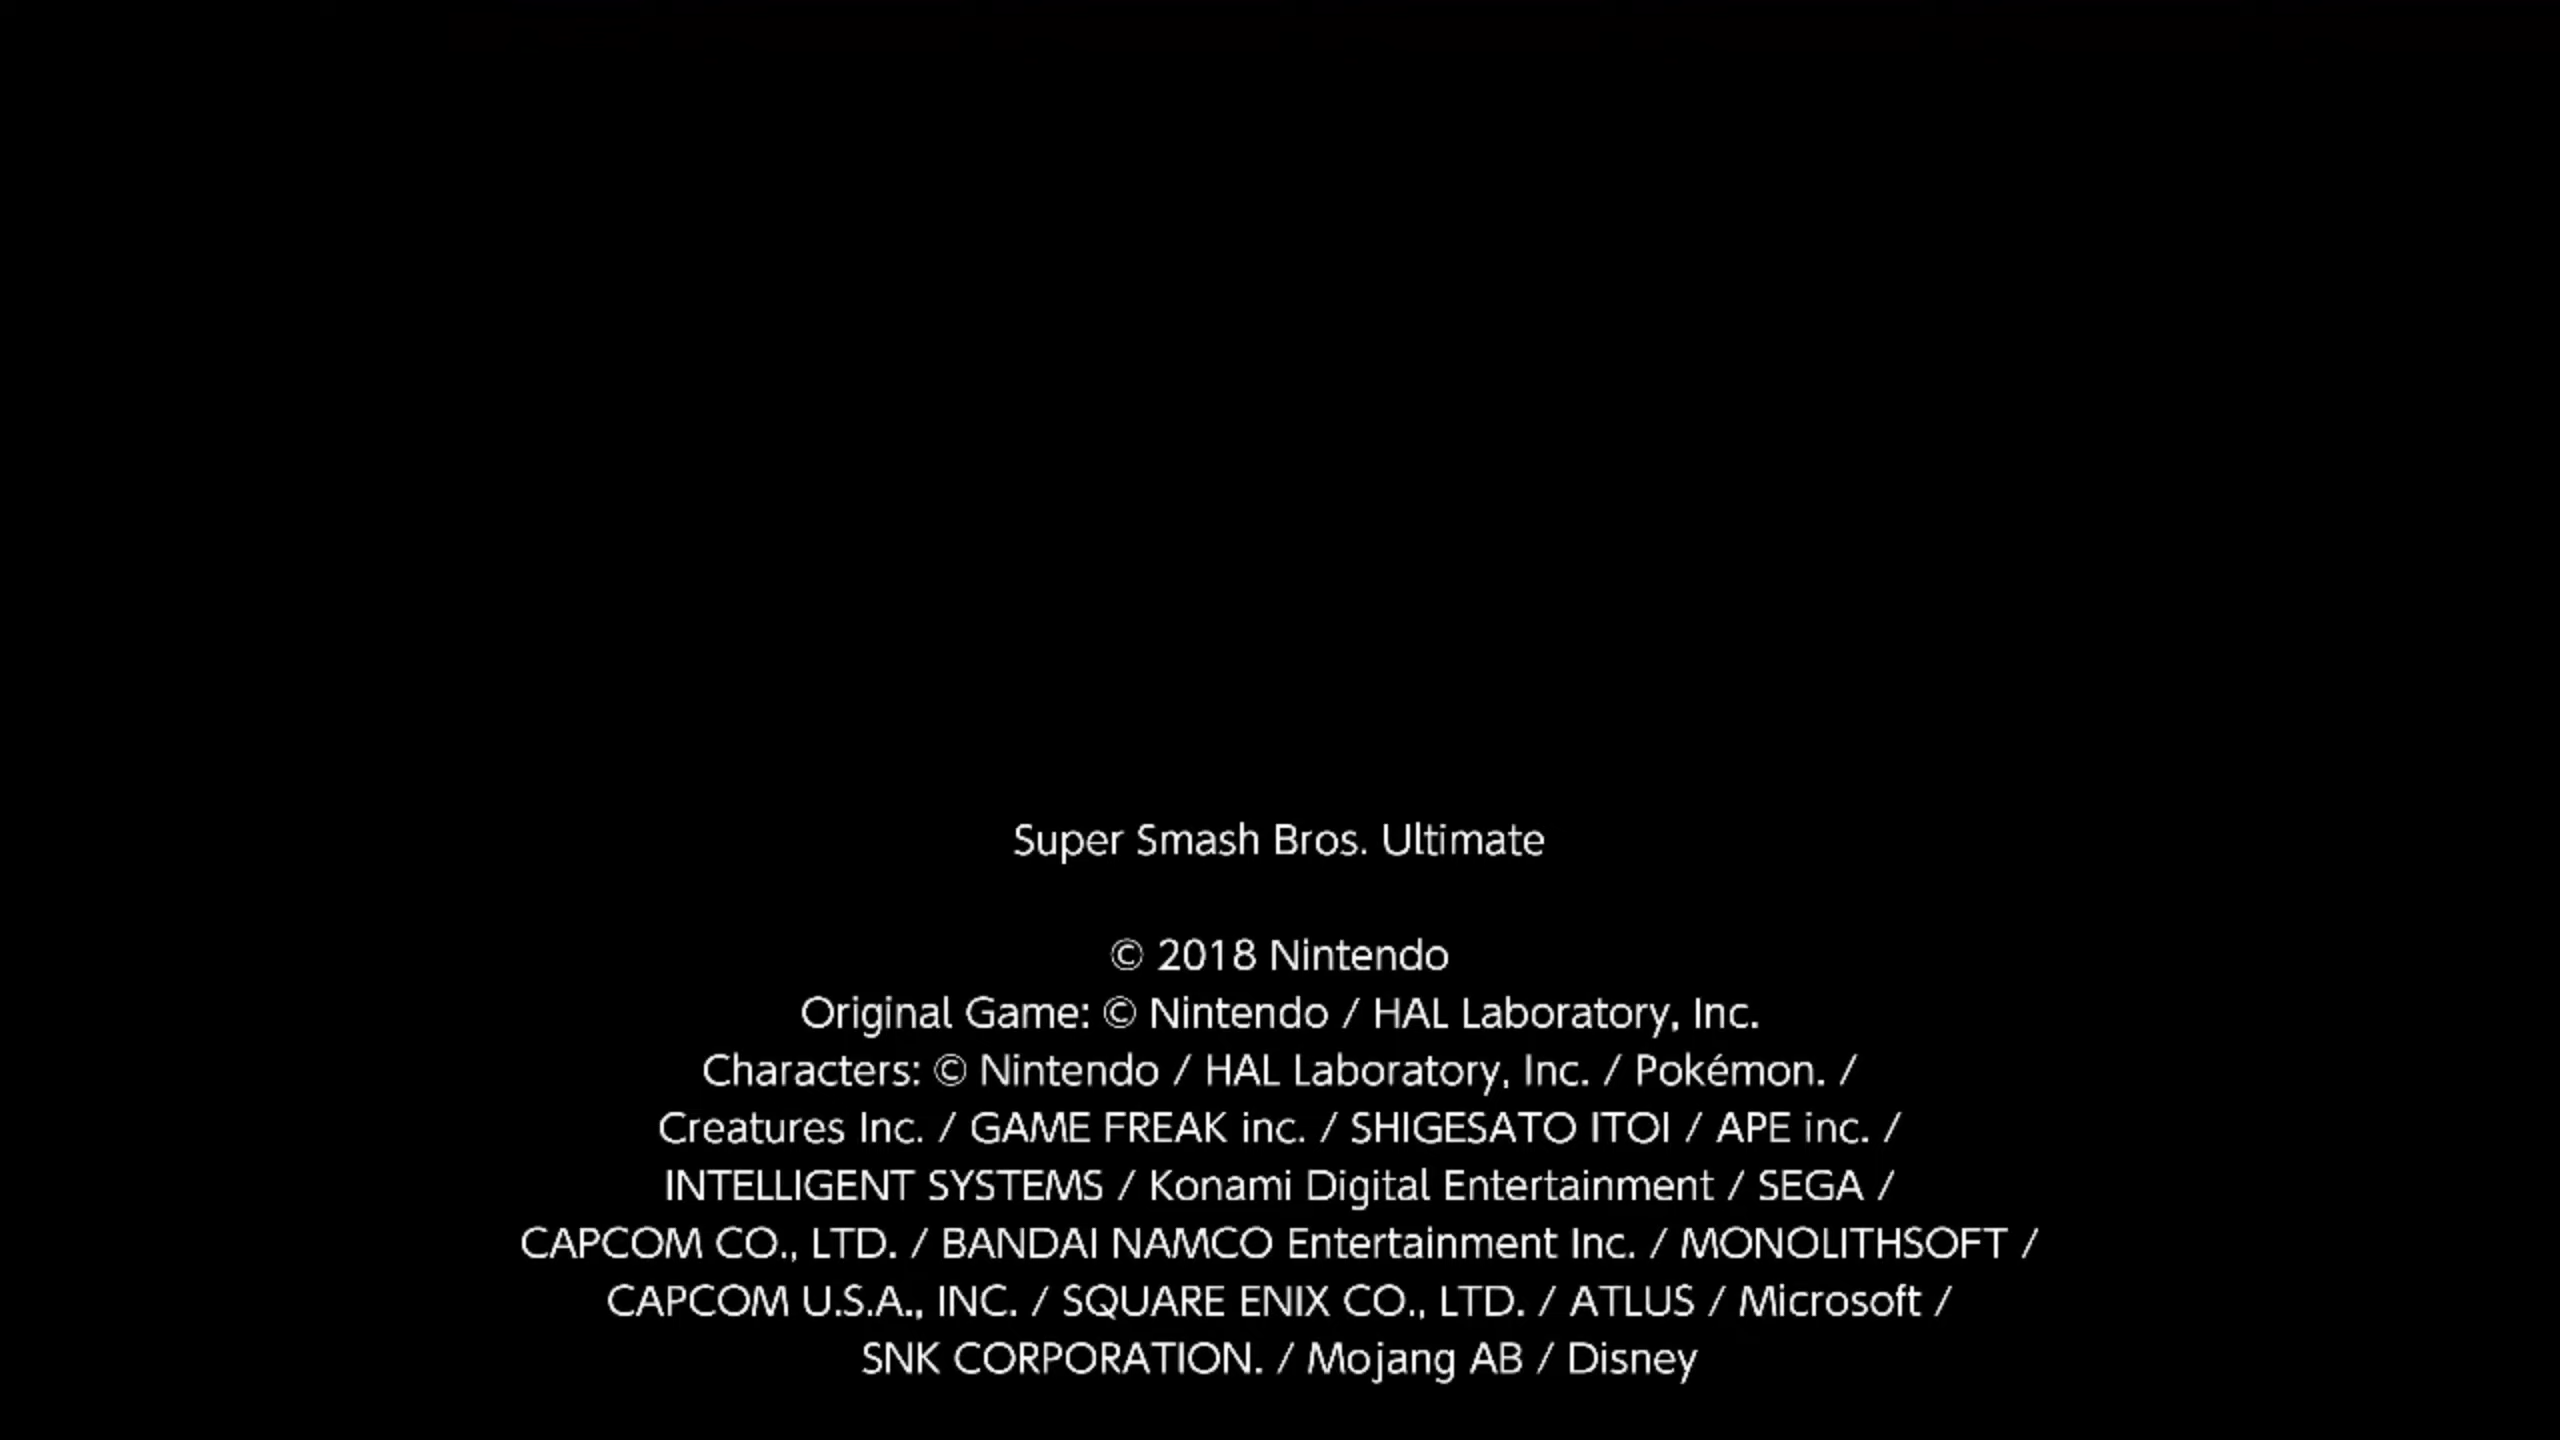 Super Smash Bros. Ultimate
© 2018 Nintendo
Original Game: © Nintendo / HAL Laboratory, Inc.
Characters: © Nintendo / HAL Laboratory, Inc. / Pokémon. /
Creatures Inc. / GAME FREAK inc. / SHIGESATO ITOI / APE inc. /
INTELLIGENT SYSTEMS / Konami Digital Entertainment / SEGA /
CAPCOM CO., LTD. / BANDAI NAMCO Entertainment Inc. / MONOLITHSOFT /
CAPCOM U.S.A., INC. / SQUARE ENIX CO., LTD. / ATLUS / Microsoft /
SNK CORPORATION. / Mojang AB / Disney